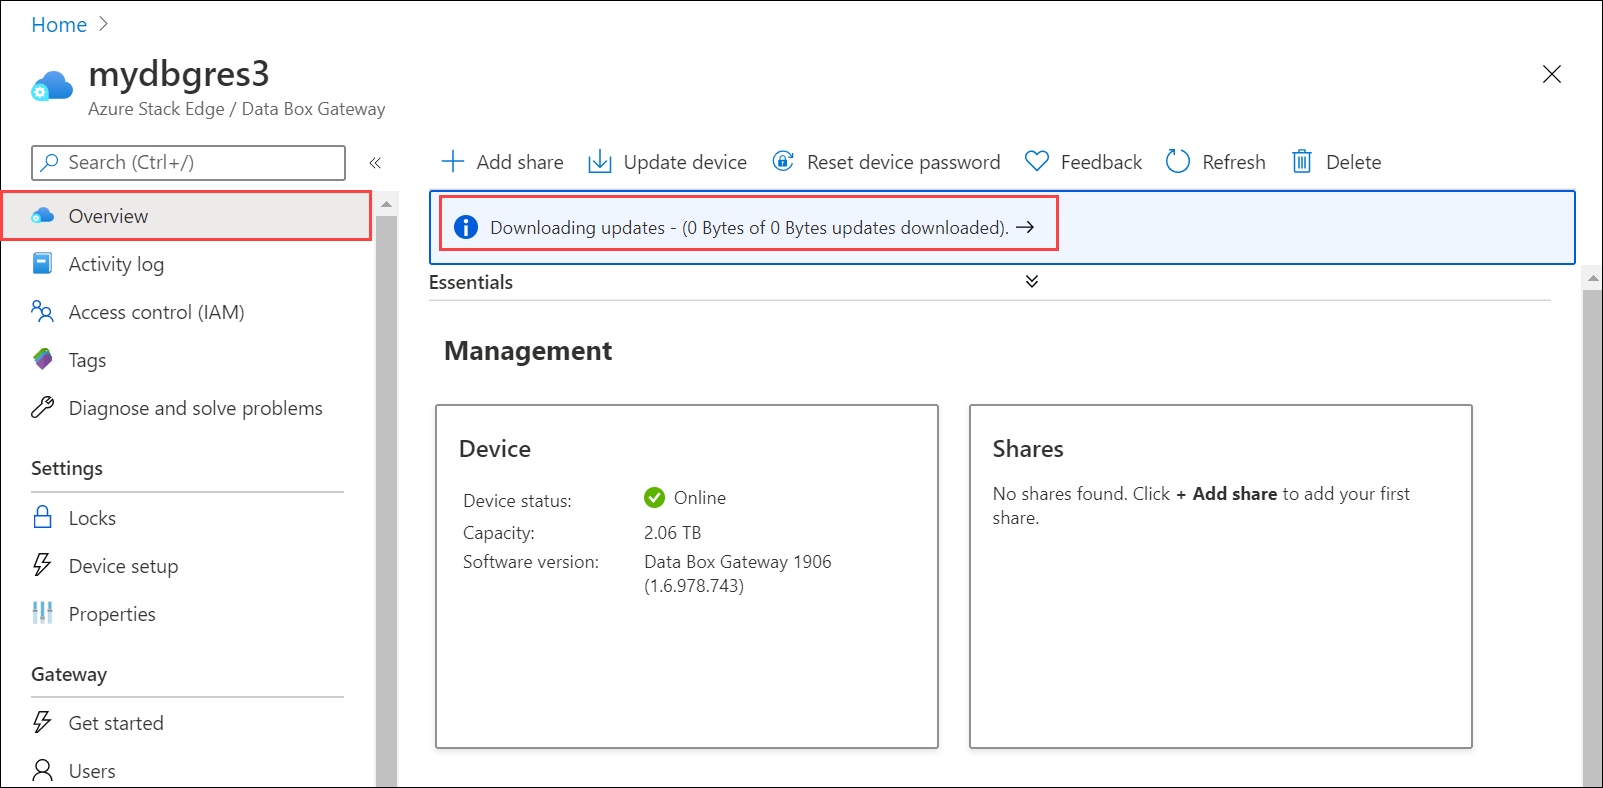 Home
mydbgres3
Azure Stack Edge / Data Box Gateway
Search (Ctrl+/)
Add share
Update device
Reset device password
Feedback
Refresh
Delete
Overview
Activity log
Access control (IAM)
Tags
Diagnose and solve problems
Settings
Locks
Device setup
Properties
Gateway
Get started
Users
Downloading updates - (0 Bytes of 0 Bytes updates downloaded). →
Essentials
Management
Device
Device status: Online
Capacity: 2.06 TB
Software version: Data Box Gateway 1906
(1.6.978.743)
Shares
No shares found. Click + Add share to add your first
share.